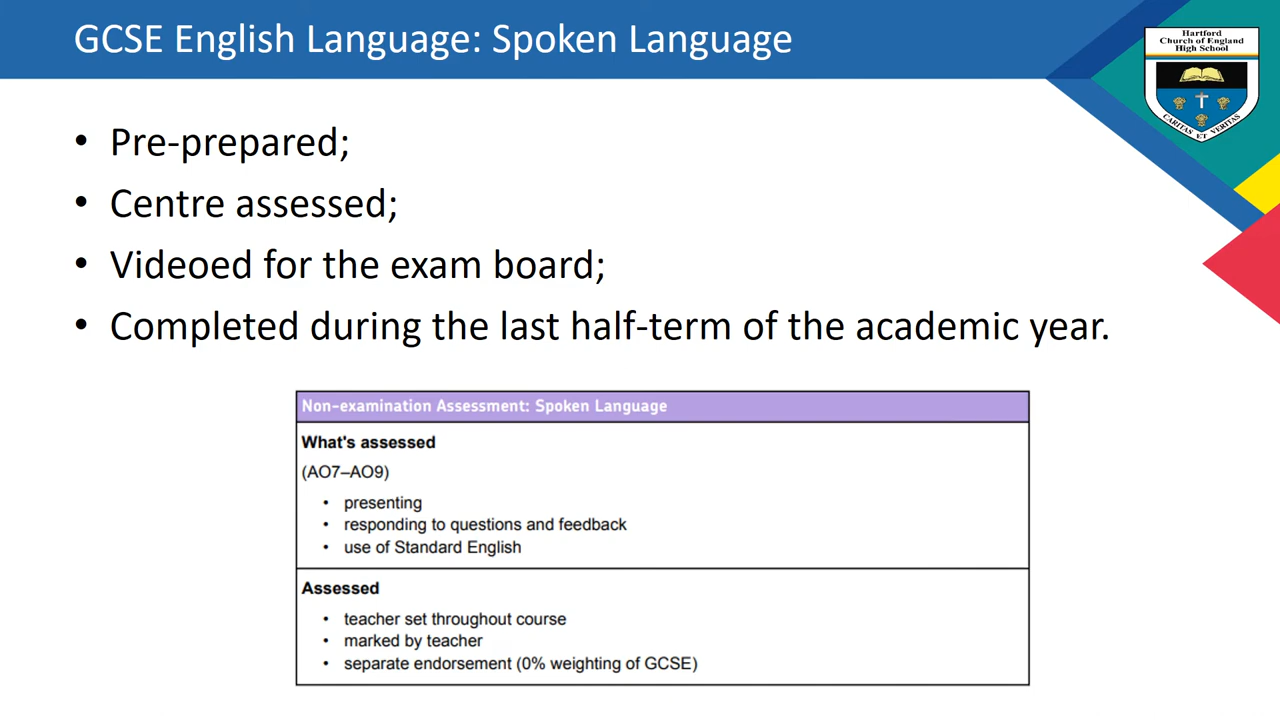 GCSE English Language: Spoken Language
Hartford
Church of England
High School
CARITAS ET VERITAS
• Pre-prepared;
• Centre assessed;
• Videoed for the exam board;
• Completed during the last half-term of the academic year.
Non-examination Assessment: Spoken Language
What's assessed
(AO7–AO9)
• presenting
• responding to questions and feedback
• use of Standard English
Assessed
• teacher set throughout course
• marked by teacher
• separate endorsement (0% weighting of GCSE)